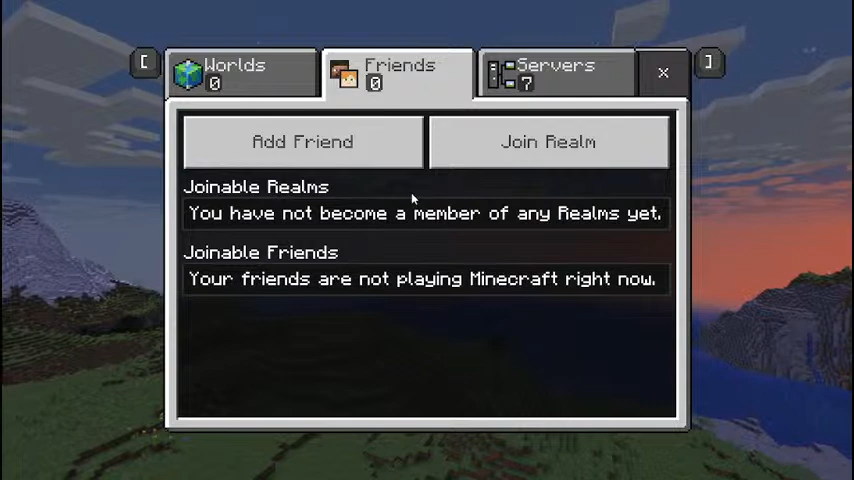 [
Worlds
0
Friends
0
Servers
7
x
]
Add Friend
Join Realm
Joinable Realms
You have not become a member of any Realms yet.
Joinable Friends
Your friends are not playing Minecraft right now.